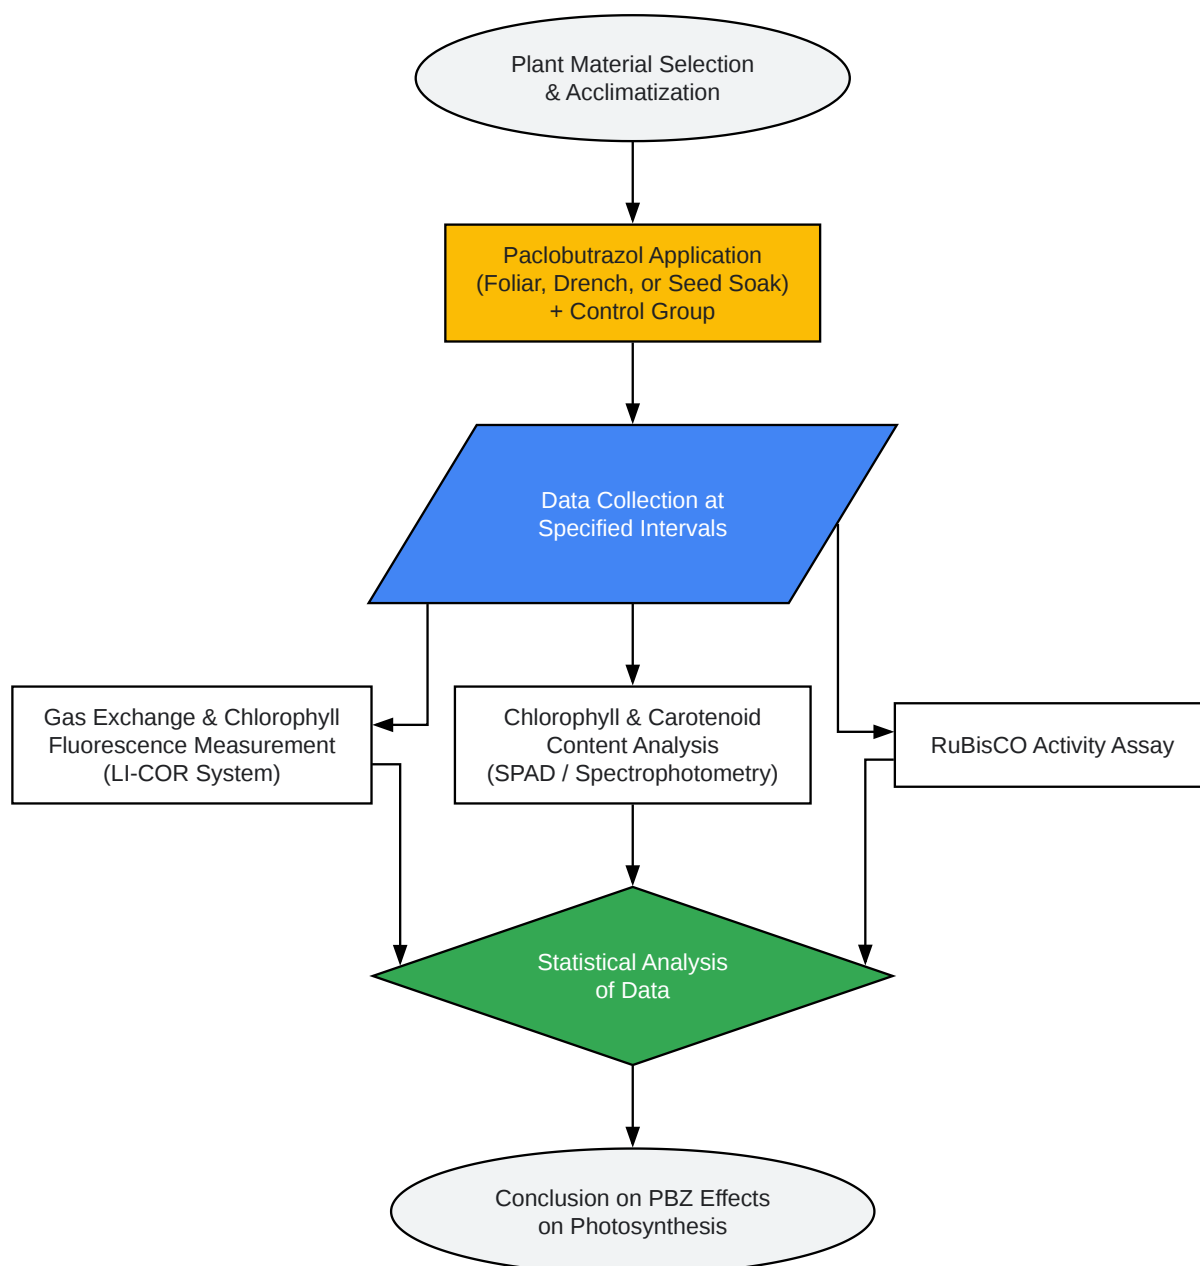 Plant Material Selection
& Acclimatization
Paclobutrazol Application
(Foliar, Drench, or Seed Soak)
+ Control Group
Data Collection at
Specified Intervals
Gas Exchange & Chlorophyll
Fluorescence Measurement
(LI-COR System)
Chlorophyll & Carotenoid
Content Analysis
(SPAD / Spectrophotometry)
RuBisCO Activity Assay
Statistical Analysis
of Data
Conclusion on PBZ Effects
on Photosynthesis